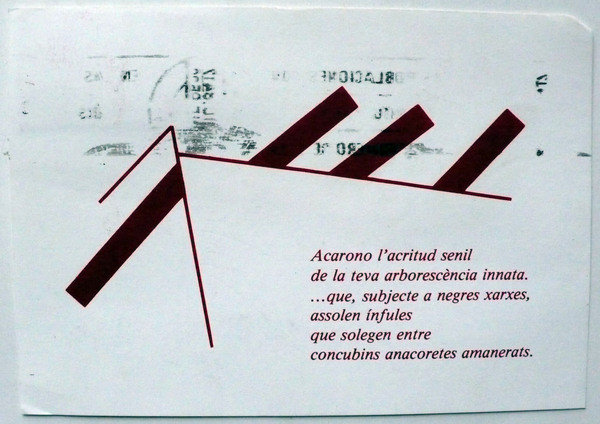 Acarono l'acritud senil
de la teva arborescència innata.
...que, subjecte a negres xarxes,
assolen ínfules
que solegen entre
concubins anacoretes amanerats.